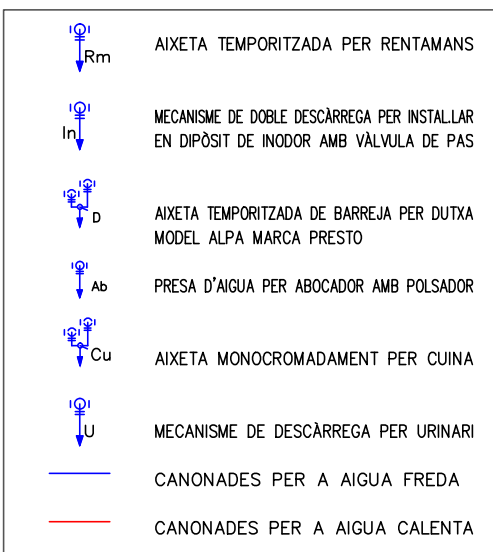 Rm AIXETA TEMPORITZADA PER RENTAMANS
In MECANISME DE DOBLE DESCÀRREGA PER INSTAL.LAR
EN DIPÒSIT DE INODOR AMB VÀLVULA DE PAS
D AIXETA TEMPORITZADA DE BARREJA PER DUTXA
MODEL ALPA MARCA PRESTO
Ab PRESA D'AIGUA PER ABOCADOR AMB POLSADOR
Cu AIXETA MONOCROMADAMENT PER CUINA
U MECANISME DE DESCÀRREGA PER URINARI
CANONADES PER A AIGUA FREDA
CANONADES PER A AIGUA CALENTA